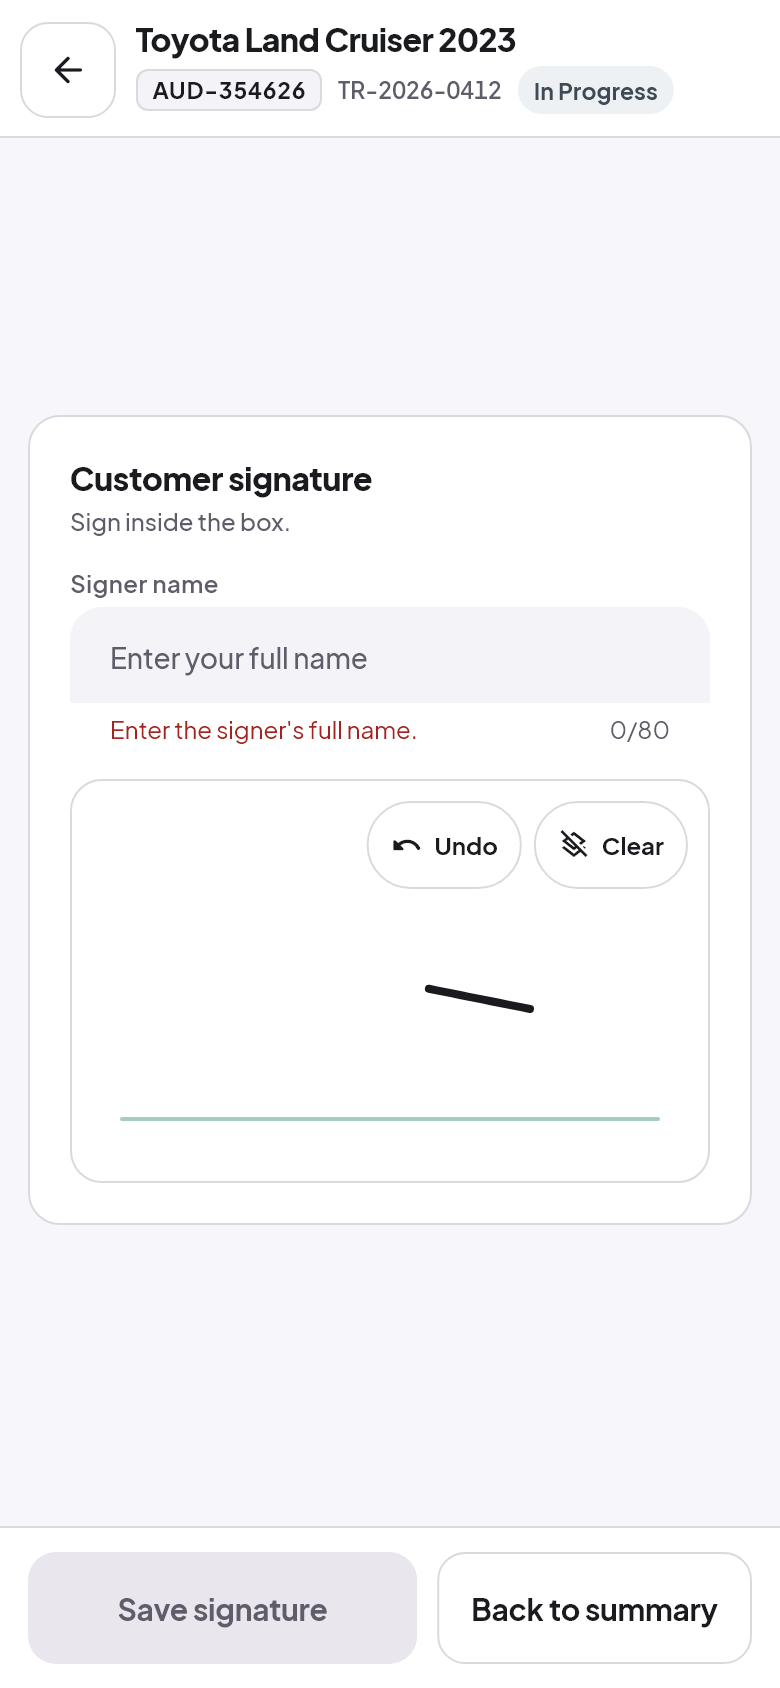 Toyota Land Cruiser 2023
AUD-354626 TR-2026-0412 In Progress
Customer signature
Sign inside the box.
Signer name
Enter your full name
Enter the signer's full name. 0/80
Undo Clear
Save signature Back to summary